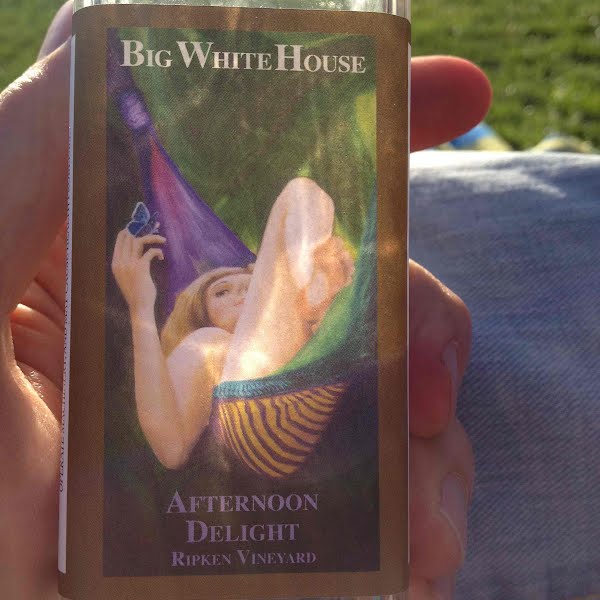 BIG WHITE HOUSE
AFTERNOON
DELIGHT
RIPKEN VINEYARD